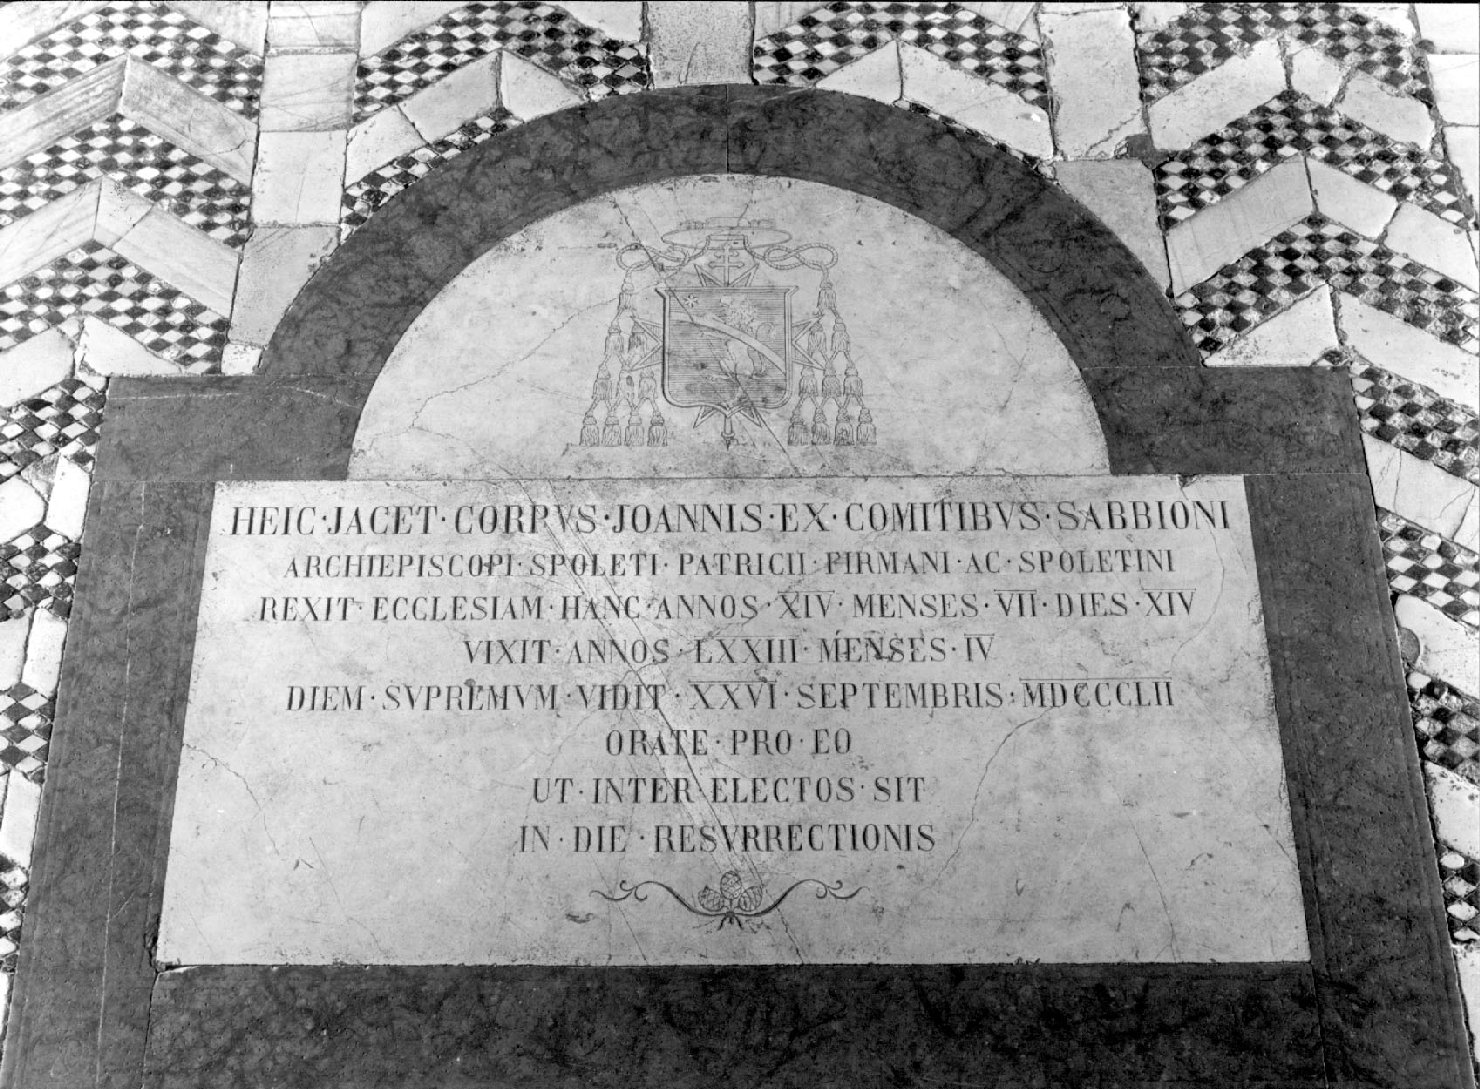 HEIC·JACET·CORPVS·JOANNIS·EX·COMITIBVS·SABBIONI
ARCHIEPISCOPI·SPOLETI·PATRICII·FIRMANI·AC·SPOLETINI
REXIT·ECCLESIAM·HANC·ANNOS·XIV·MENSES·VII·DIES·XIV
VIXIT·ANNOS·LXXIII·MENSES·IV
DIEM·SVPREMVM·VIDIT·XXVI·SEPTEMBRIS·MDCCCLII
ORATE·PRO·EO
UT·INTER·ELECTOS·SIT
IN·DIE·RESVRRECTIONIS